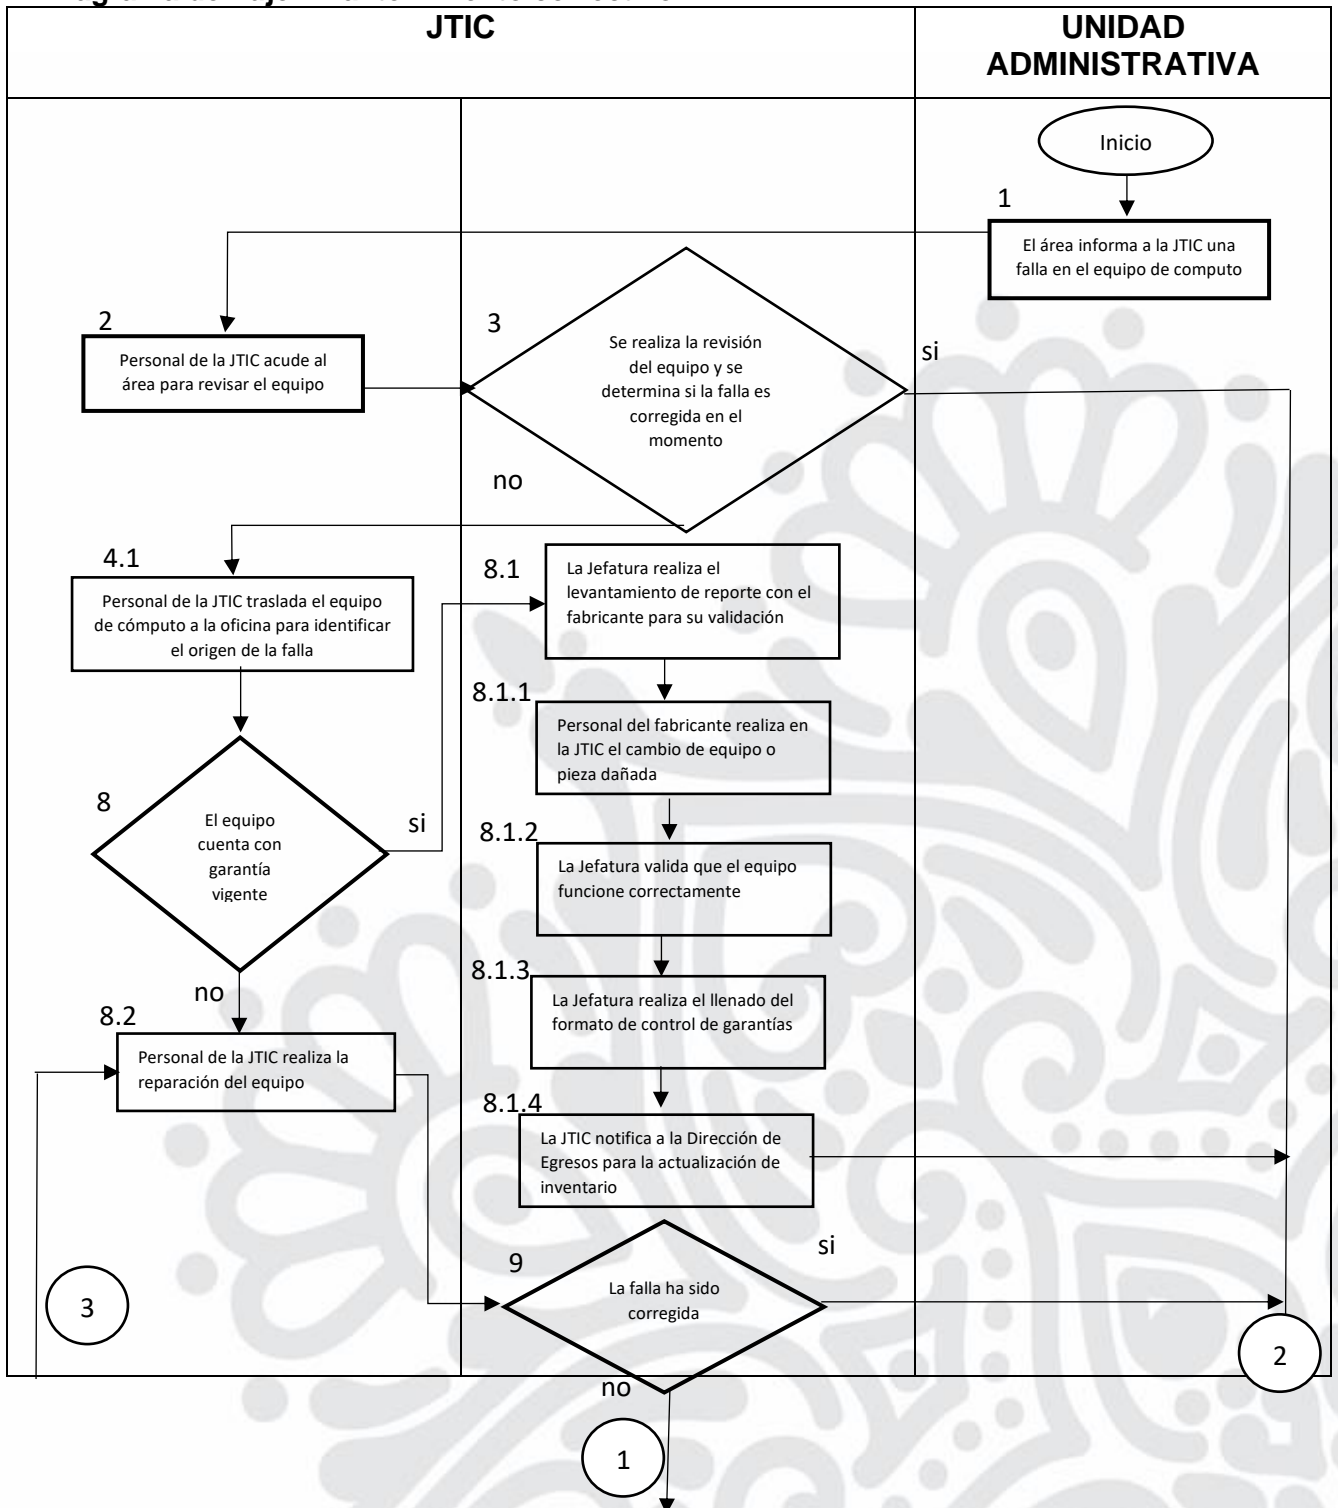 JTIC
UNIDAD
ADMINISTRATIVA
Inicio
1
El área informa a la JTIC una
falla en el equipo de computo
2
Personal de la JTIC acude al
área para revisar el equipo
3
Se realiza la revisión
del equipo y se
determina si la falla es
corregida en el
momento
si
no
4.1
Personal de la JTIC traslada el equipo
de cómputo a la oficina para identificar
el origen de la falla
8.1
La Jefatura realiza el
levantamiento de reporte con el
fabricante para su validación
8.1.1
Personal del fabricante realiza en
la JTIC el cambio de equipo o
pieza dañada
8
El equipo
cuenta con
garantía
vigente
si
8.1.2
La Jefatura valida que el equipo
funcione correctamente
8.1.3
La Jefatura realiza el llenado del
formato de control de garantías
no
8.2
Personal de la JTIC realiza la
reparación del equipo
8.1.4
La JTIC notifica a la Dirección de
Egresos para la actualización de
inventario
9
La falla ha sido
corregida
si
3
2
no
1